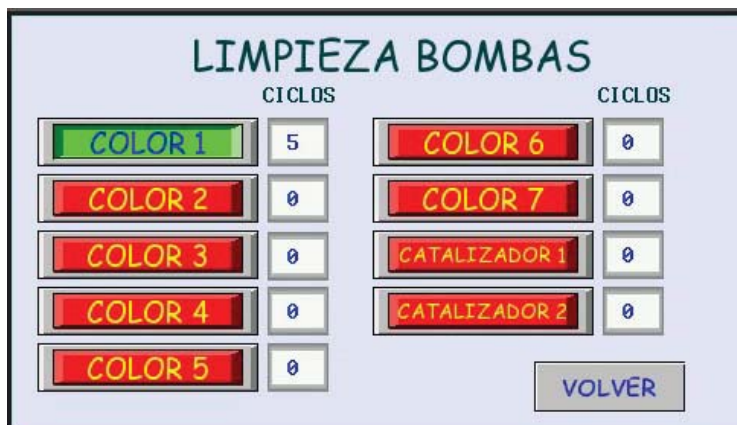 LIMPIEZA BOMBAS
CICLOS CICLOS
COLOR 1 5 COLOR 6 0
COLOR 2 0 COLOR 7 0
COLOR 3 0 CATALIZADOR 1 0
COLOR 4 0 CATALIZADOR 2 0
COLOR 5 0
VOLVER